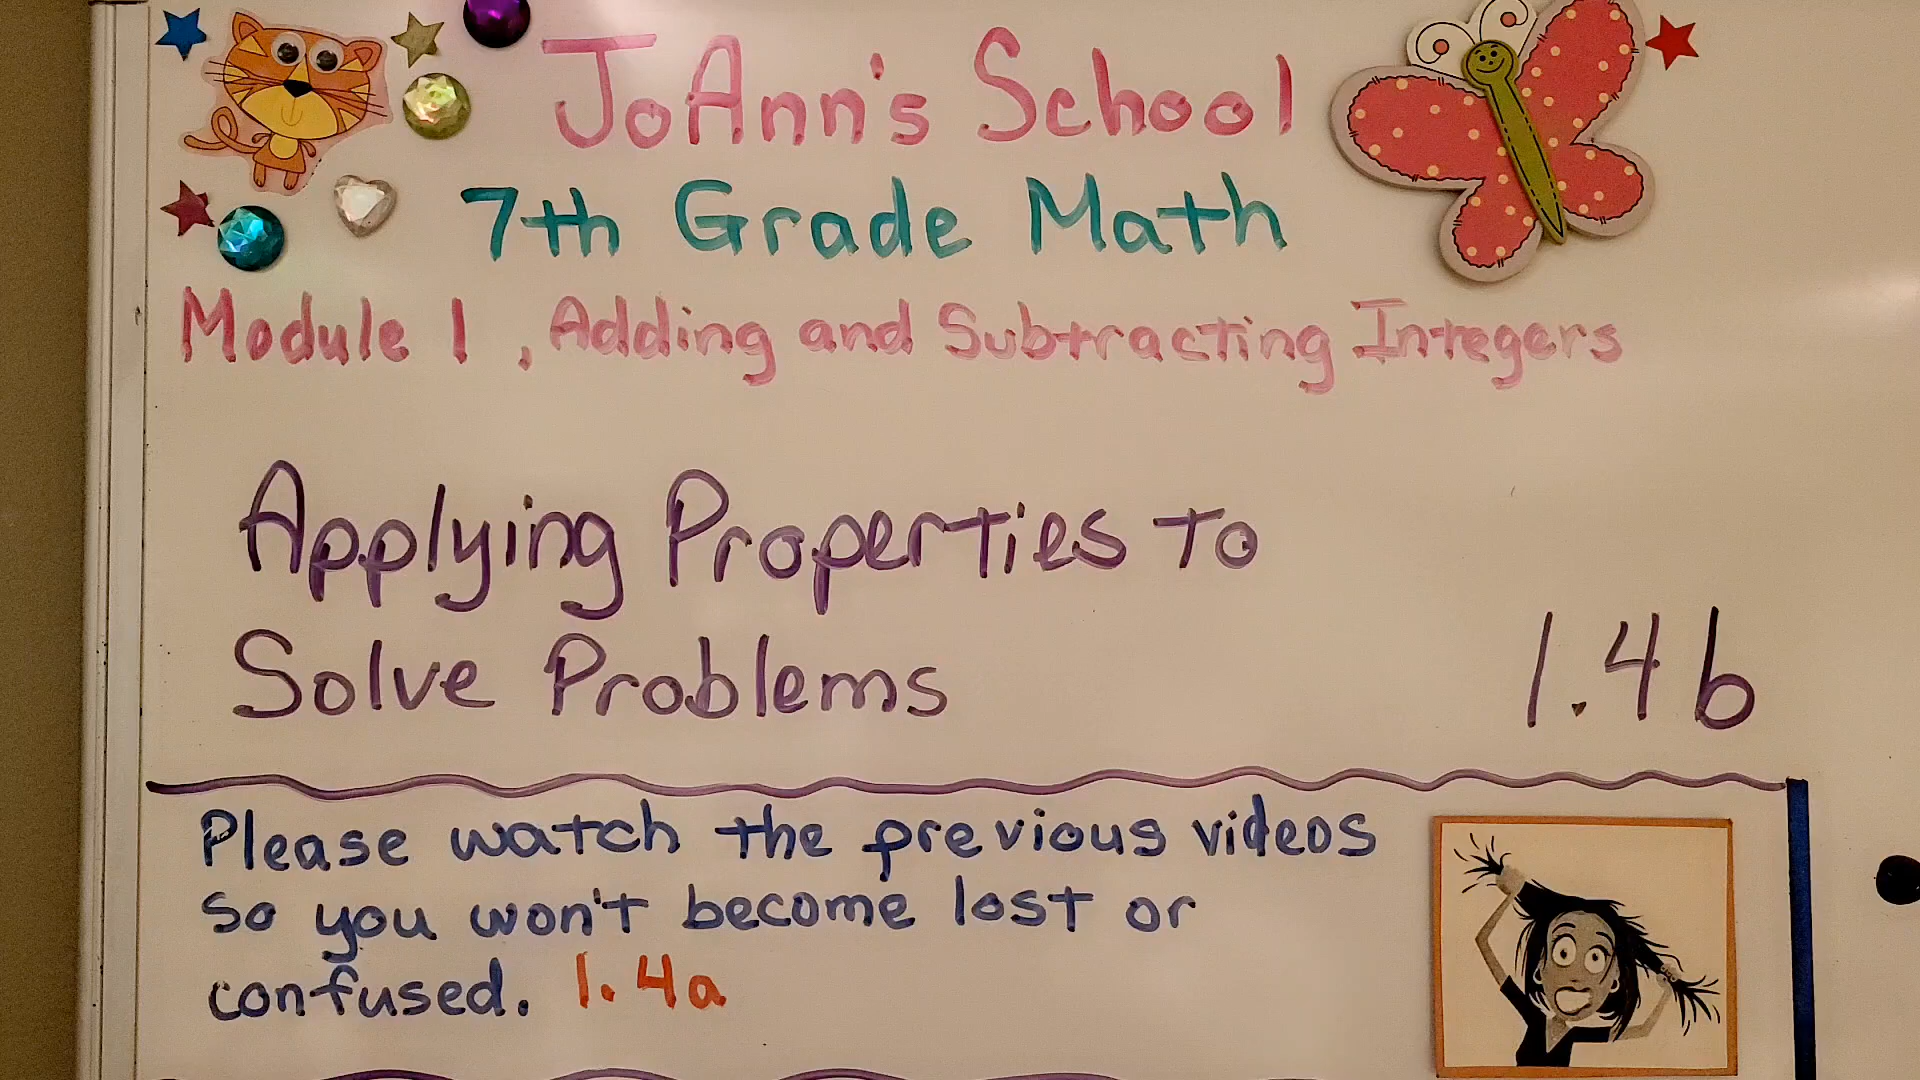 JoAnn's School
7th Grade Math
Module 1, Adding and Subtracting Integers
Applying Properties to
Solve Problems
1.4b
Please watch the previous videos
so you won't become lost or
confused. 1.4a